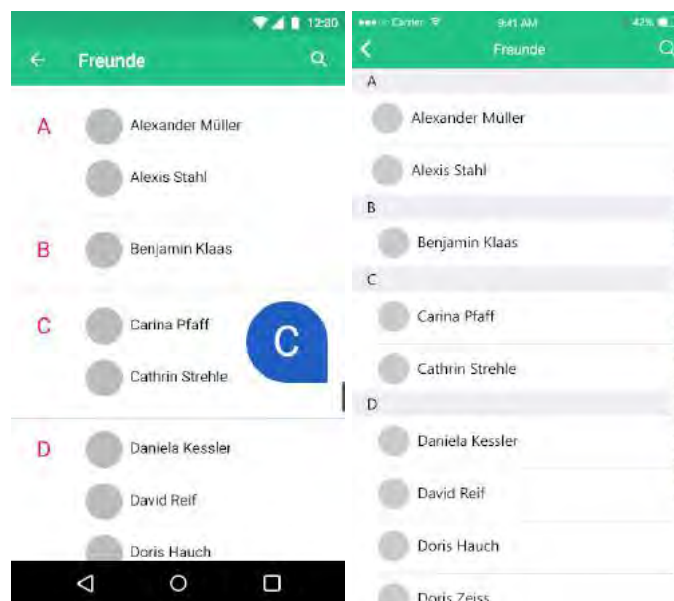 12:30
Freunde
A
Alexander Müller
Alexis Stahl
B
Benjamin Klaas
C
Carina Pfaff
C
Cathrin Strehle
D
Daniela Kessler
David Reif
Doris Hauch
Carrier 9:41 AM 42%
Freunde
A
Alexander Müller
Alexis Stahl
B
Benjamin Klaas
C
Carina Pfaff
Cathrin Strehle
D
Daniela Kessler
David Reif
Doris Hauch
Doris Zeiss